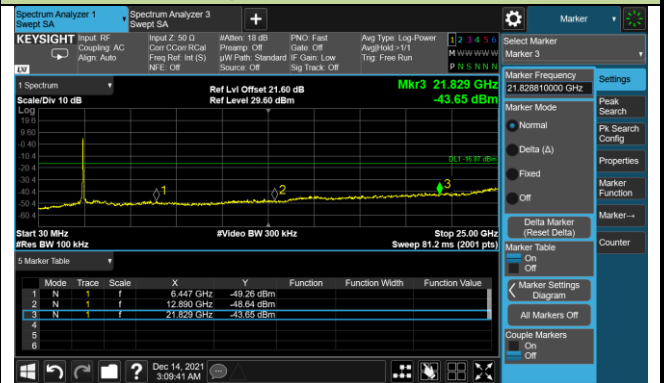 Spectrum Analyzer 1
Swept SA
Spectrum Analyzer 3
Swept SA
+
Marker
KEYSIGHT
Input: RF
Coupling: AC
Align: Auto
Input Z: 50 Ω
Corr CCorr RCal
Freq Ref: Int (S)
NFE: Off
#Atten: 18 dB
Preamp: Off
µW Path: Standard
Source: Off
PNO: Fast
Gate: Off
IF Gain: Low
Sig Track: Off
Avg Type: Log-Power
Avg|Hold:>1/1
Trig: Free Run
1 2 3 4 5 6
M W W W W W
P N S N N N
LXI
Select Marker
Marker 3
1 Spectrum
Scale/Div 10 dB
Ref Lvl Offset 21.60 dB
Ref Level 29.60 dBm
Mkr3 21.829 GHz
-43.65 dBm
Log
19.6
9.60
-0.40
-10.4
-20.4
-30.4
-40.4
-50.4
-60.4
DL1 -16.87 dBm
1
2
3
Start 30 MHz
#Res BW 100 kHz
#Video BW 300 kHz
Stop 25.00 GHz
Sweep 81.2 ms (2001 pts)
5 Marker Table
Mode Trace Scale X Y Function Function Width Function Value
1 N 1 f 6.447 GHz -49.26 dBm
2 N 1 f 12.890 GHz -48.64 dBm
3 N 1 f 21.829 GHz -43.65 dBm
4
5
6
Marker Frequency
21.828810000 GHz
Marker Mode
Normal
Delta (Δ)
Fixed
Off
Delta Marker
(Reset Delta)
Marker Table
On
Off
Marker Settings
Diagram
All Markers Off
Couple Markers
On
Off
Settings
Peak
Search
Pk Search
Config
Properties
Marker
Function
Marker→
Counter
?
Dec 14, 2021
3:09:41 AM